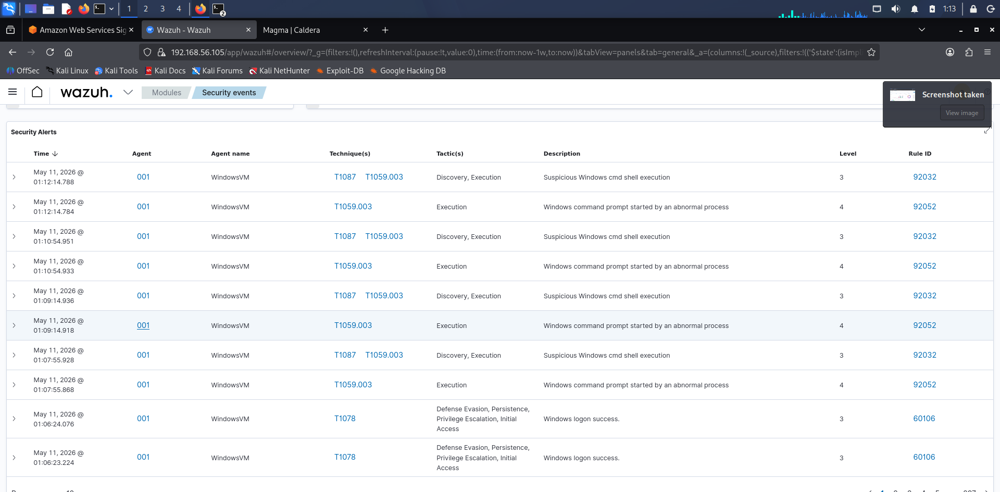 1 2 3 4 2 1:13
Amazon Web Services Sig Wazuh - Wazuh Magma | Caldera
192.168.56.105/app/wazuh#/overview/?_g=(filters:!(),refreshInterval:(pause:!t,value:0),time:(from:now-1w,to:now))&tabView=panels&tab=general&_a=(columns:!(_source),filters:!(('$state':(isImpl
OffSec Kali Linux Kali Tools Kali Docs Kali Forums Kali NetHunter Exploit-DB Google Hacking DB
wazuh. Modules Security events
Screenshot taken
View image
Security Alerts
Time Agent Agent name Technique(s) Tactic(s) Description Level Rule ID
May 11, 2026 @
01:12:14.788 001 WindowsVM T1087 T1059.003 Discovery, Execution Suspicious Windows cmd shell execution 3 92032
May 11, 2026 @
01:12:14.784 001 WindowsVM T1059.003 Execution Windows command prompt started by an abnormal process 4 92052
May 11, 2026 @
01:10:54.951 001 WindowsVM T1087 T1059.003 Discovery, Execution Suspicious Windows cmd shell execution 3 92032
May 11, 2026 @
01:10:54.933 001 WindowsVM T1059.003 Execution Windows command prompt started by an abnormal process 4 92052
May 11, 2026 @
01:09:14.936 001 WindowsVM T1087 T1059.003 Discovery, Execution Suspicious Windows cmd shell execution 3 92032
May 11, 2026 @
01:09:14.918 001 WindowsVM T1059.003 Execution Windows command prompt started by an abnormal process 4 92052
May 11, 2026 @
01:07:55.928 001 WindowsVM T1087 T1059.003 Discovery, Execution Suspicious Windows cmd shell execution 3 92032
May 11, 2026 @
01:07:55.868 001 WindowsVM T1059.003 Execution Windows command prompt started by an abnormal process 4 92052
May 11, 2026 @
01:06:24.076 001 WindowsVM T1078 Defense Evasion, Persistence,
Privilege Escalation, Initial
Access Windows logon success. 3 60106
May 11, 2026 @
01:06:23.224 001 WindowsVM T1078 Defense Evasion, Persistence,
Privilege Escalation, Initial
Access Windows logon success. 3 60106